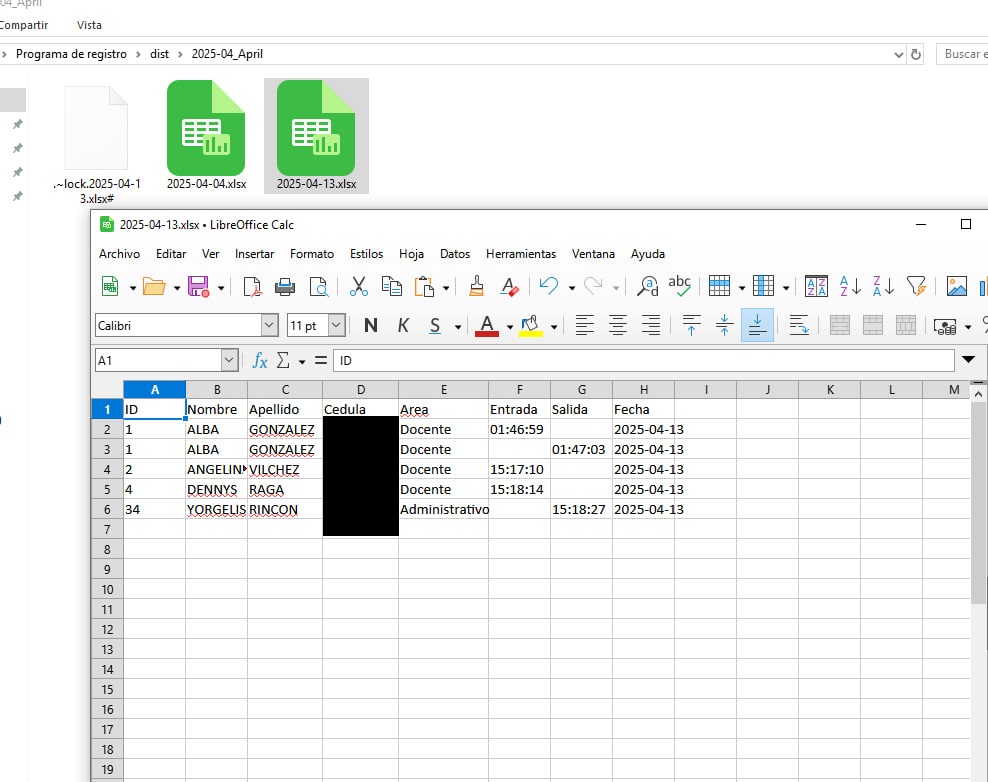 04_April
Compartir Vista
Programa de registro dist 2025-04_April Buscar e
.~lock.2025-04-1
3.xlsx#
2025-04-04.xlsx
2025-04-13.xlsx
2025-04-13.xlsx • LibreOffice Calc
Archivo Editar Ver Insertar Formato Estilos Hoja Datos Herramientas Ventana Ayuda
Calibri 11 pt N K S
A1 fx Σ = ID
A B C D E F G H I J K L M
1 ID Nombre Apellido Cedula Area Entrada Salida Fecha
2 1 ALBA GONZALEZ Docente 01:46:59 2025-04-13
3 1 ALBA GONZALEZ Docente 01:47:03 2025-04-13
4 2 ANGELIN VILCHEZ Docente 15:17:10 2025-04-13
5 4 DENNYS RAGA Docente 15:18:14 2025-04-13
6 34 YORGELIS RINCON Administrativo 15:18:27 2025-04-13
7
8
9
10
11
12
13
14
15
16
17
18
19